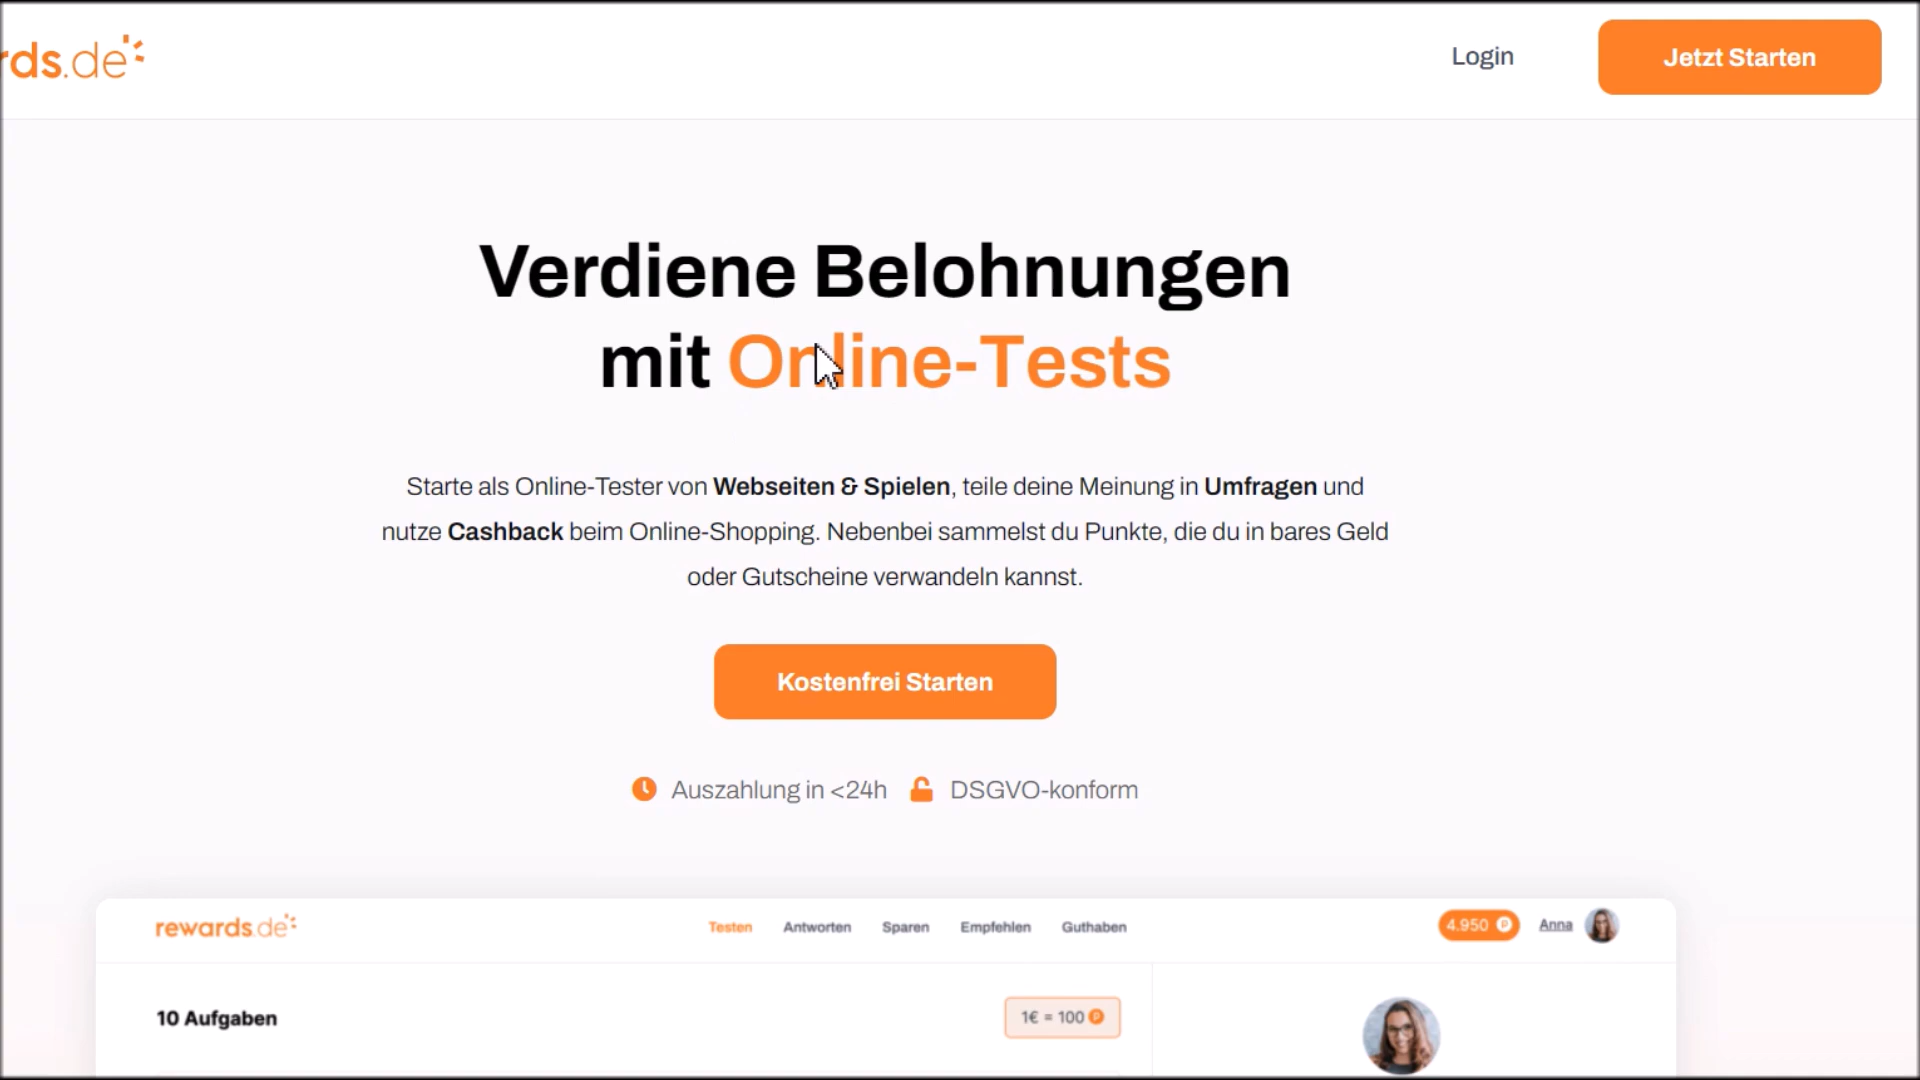 rds.de
Login
Jetzt Starten
Verdiene Belohnungen
mit Online-Tests
Starte als Online-Tester von Webseiten & Spielen, teile deine Meinung in Umfragen und
nutze Cashback beim Online-Shopping. Nebenbei sammelst du Punkte, die du in bares Geld
oder Gutscheine verwandeln kannst.
Kostenfrei Starten
Auszahlung in <24h
DSGVO-konform
rewards.de
Testen
Antworten
Sparen
Empfehlen
Guthaben
4.950 P
Anna
10 Aufgaben
1€ = 100 P